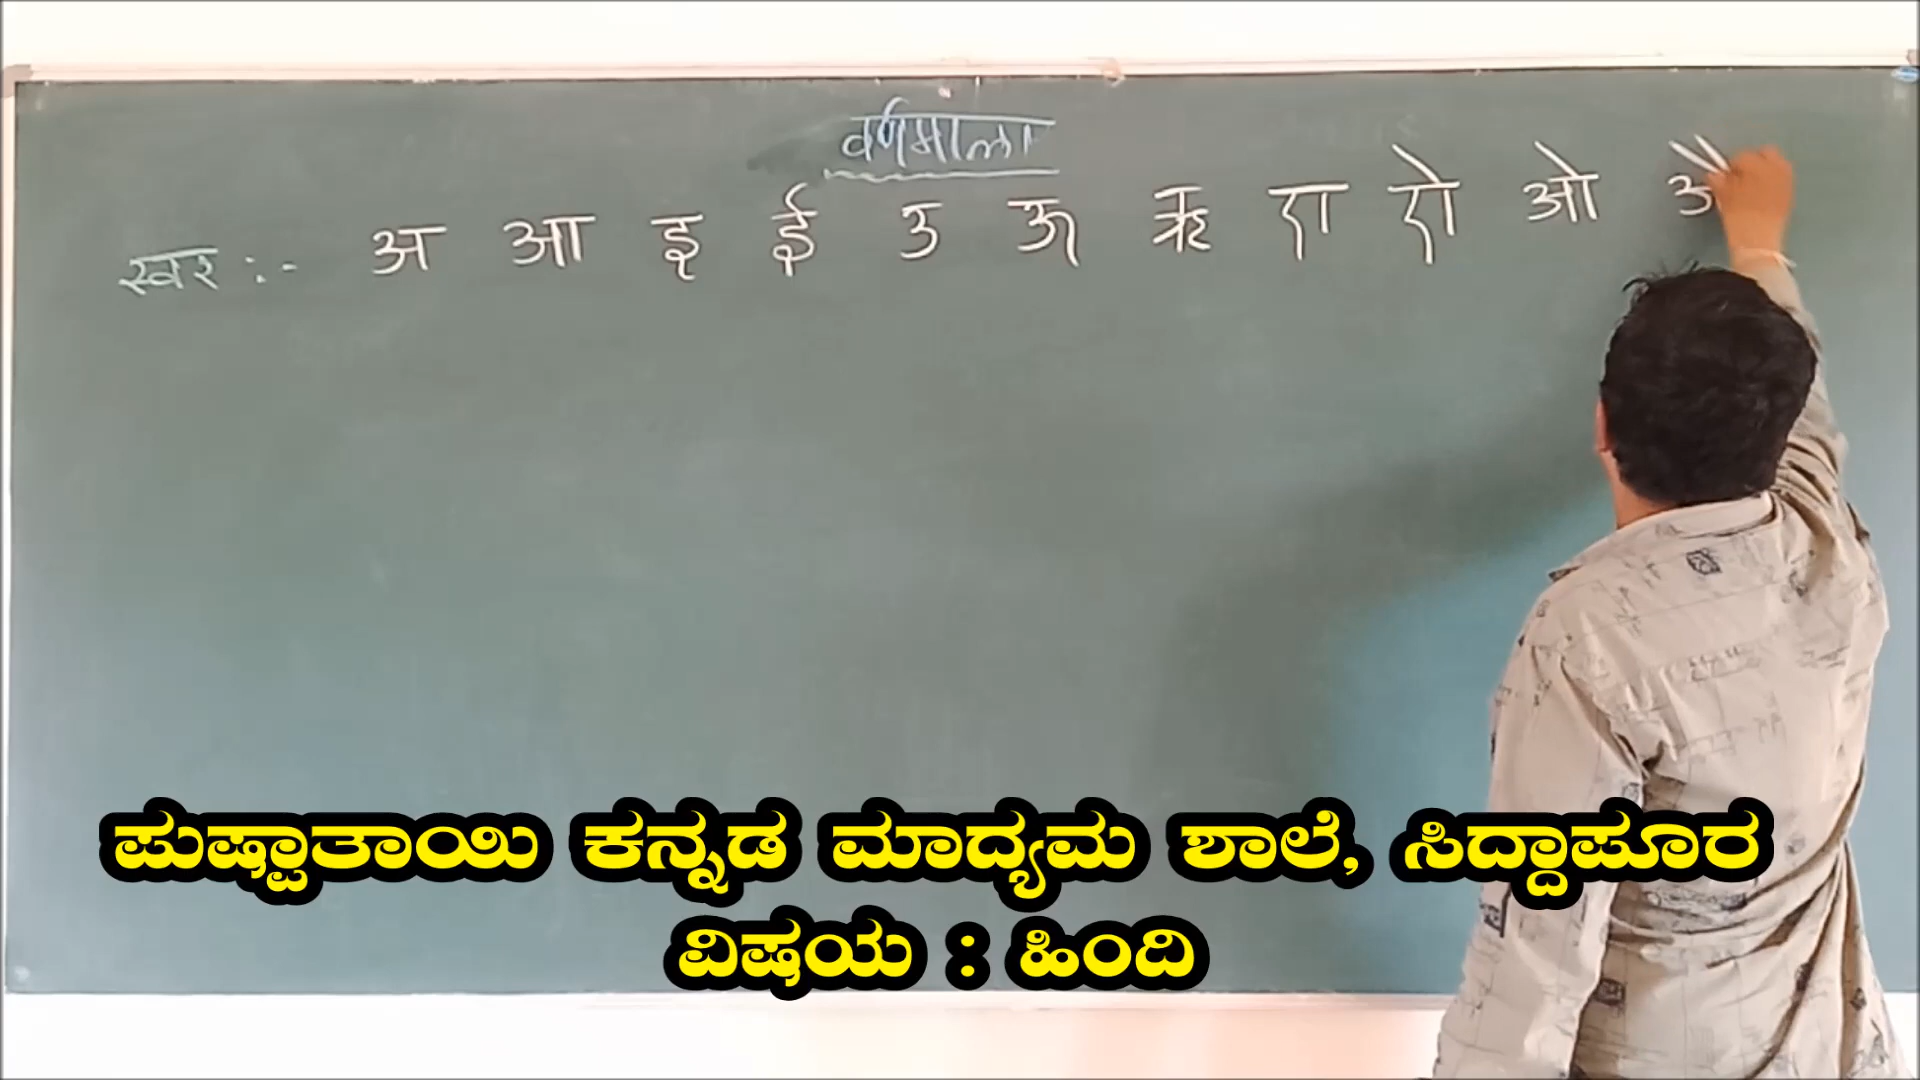 वर्णमाला
स्वर :- अ आ इ ई उ ऊ ऋ ए ऐ ओ
ಪುಷ್ಪಾತಾಯಿ ಕನ್ನಡ ಮಾದ್ಯಮ ಶಾಲೆ, ಸಿದ್ದಾಪೂರ
ವಿಷಯ : ಹಿಂದಿ